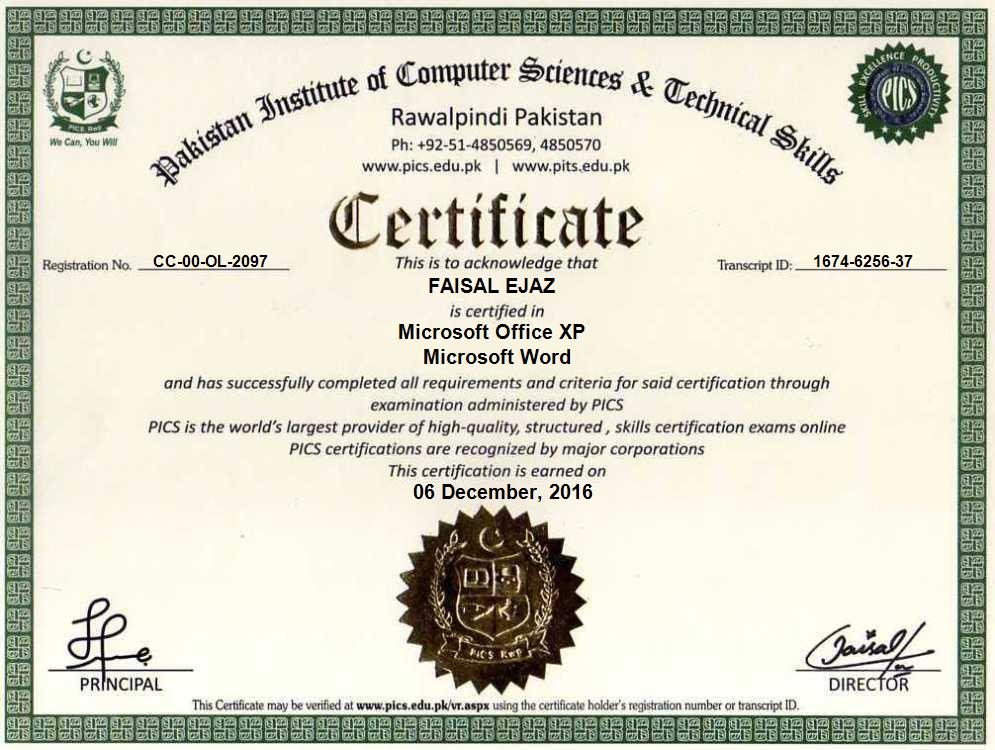 Pakistan Institute of Computer Sciences & Technical Skills
SKILL EXCELLENCE PRODUCTIVITY
PICS
PICS RWP
We Can, You Will
Rawalpindi Pakistan
Ph: +92-51-4850569, 4850570
www.pics.edu.pk | www.pits.edu.pk
Certificate
Registration No. CC-00-OL-2097
Transcript ID: 1674-6256-37
This is to acknowledge that
FAISAL EJAZ
is certified in
Microsoft Office XP
Microsoft Word
and has successfully completed all requirements and criteria for said certification through
examination administered by PICS
PICS is the world's largest provider of high-quality, structured , skills certification exams online
PICS certifications are recognized by major corporations
This certification is earned on
06 December, 2016
PICS RWP
Faisal
PRINCIPAL
DIRECTOR
This Certificate may be verified at www.pics.edu.pk/vr.aspx using the certificate holder's registration number or transcript ID.